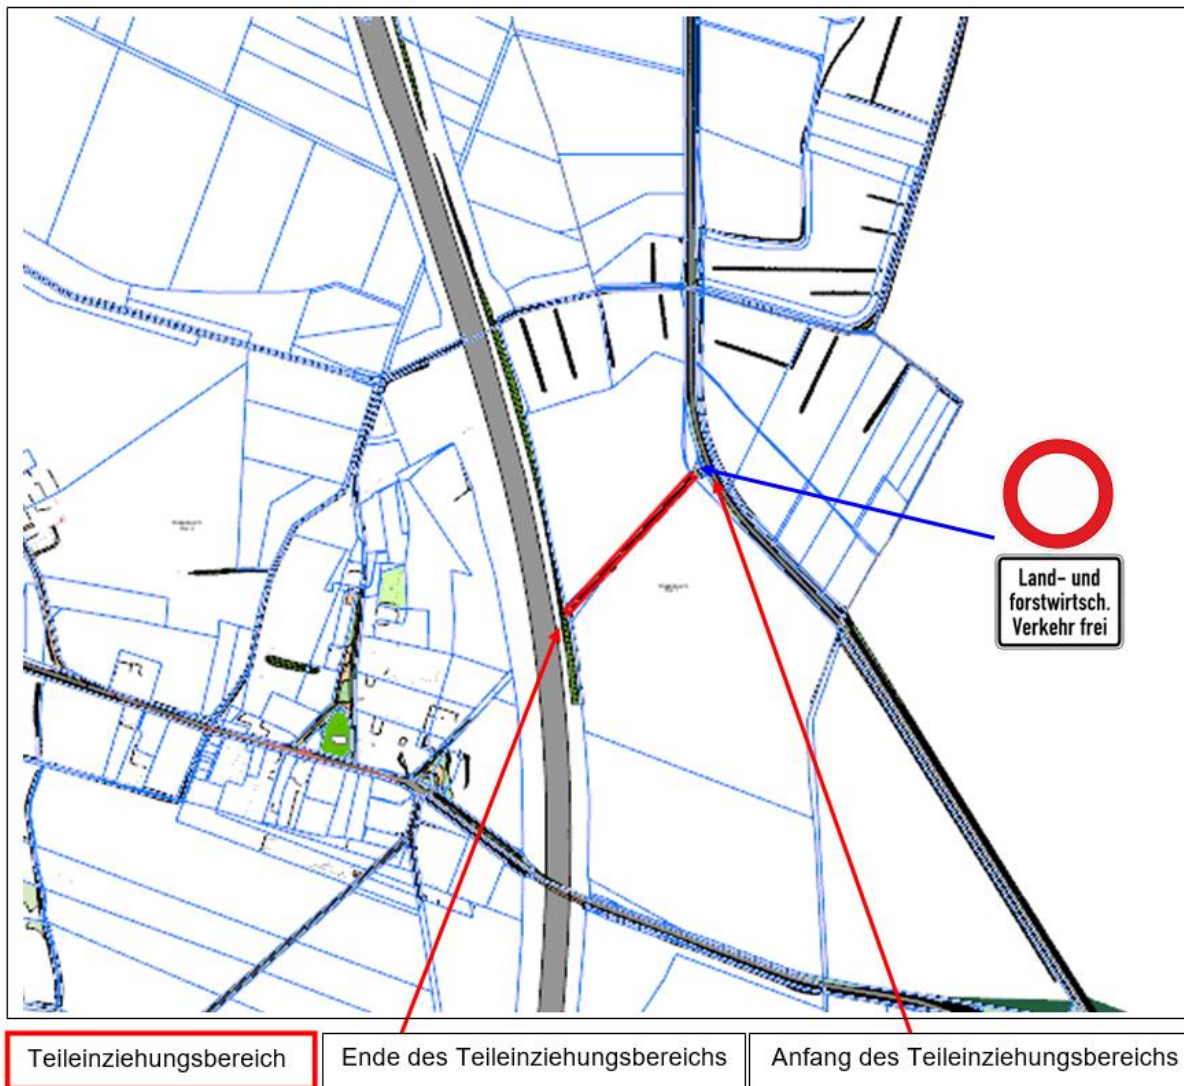 Land- und
forstwirtsch.
Verkehr frei
Teileinziehungsbereich
Ende des Teileinziehungsbereichs
Anfang des Teileinziehungsbereichs